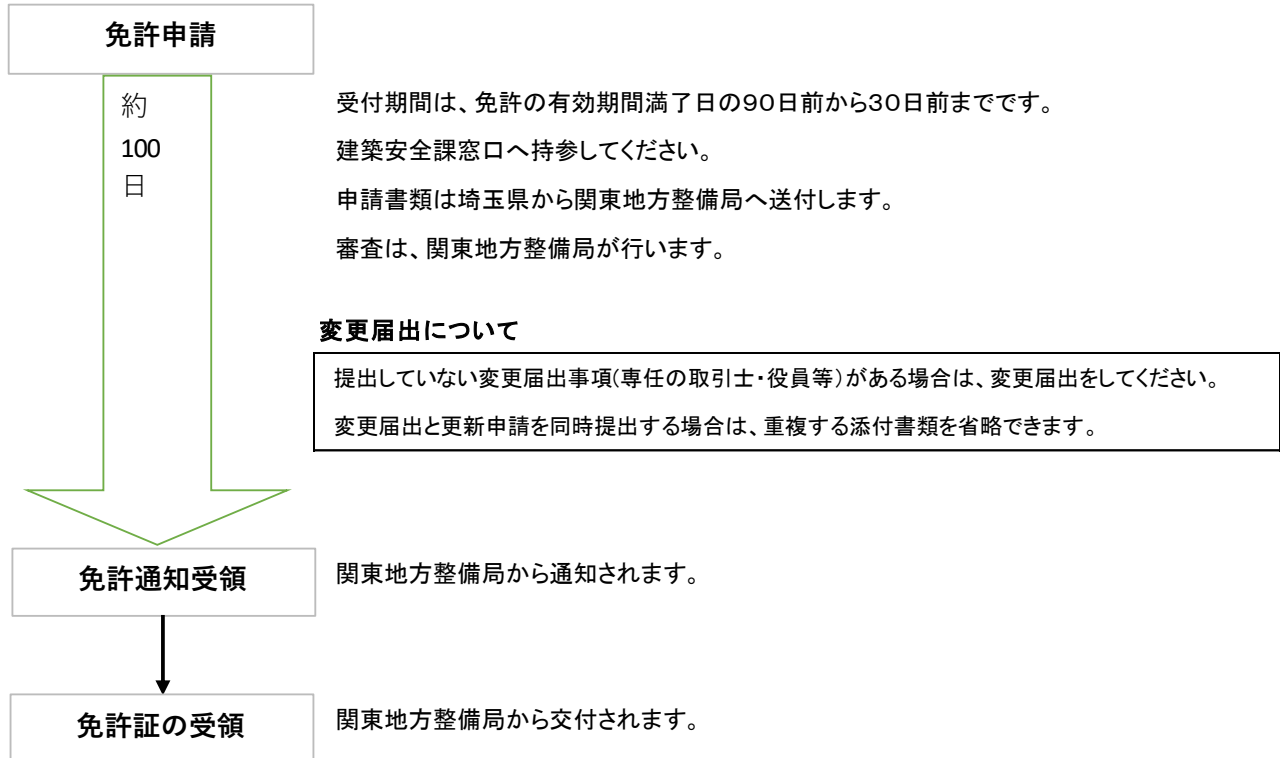 免許申請
約
100
日
受付期間は、免許の有効期間満了日の90日前から30日前までです。
建築安全課窓口へ持参してください。
申請書類は埼玉県から関東地方整備局へ送付します。
審査は、関東地方整備局が行います。
変更届出について
提出していない変更届出事項(専任の取引士・役員等)がある場合は、変更届出をしてください。
変更届出と更新申請を同時提出する場合は、重複する添付書類を省略できます。
免許通知受領
関東地方整備局から通知されます。
免許証の受領
関東地方整備局から交付されます。